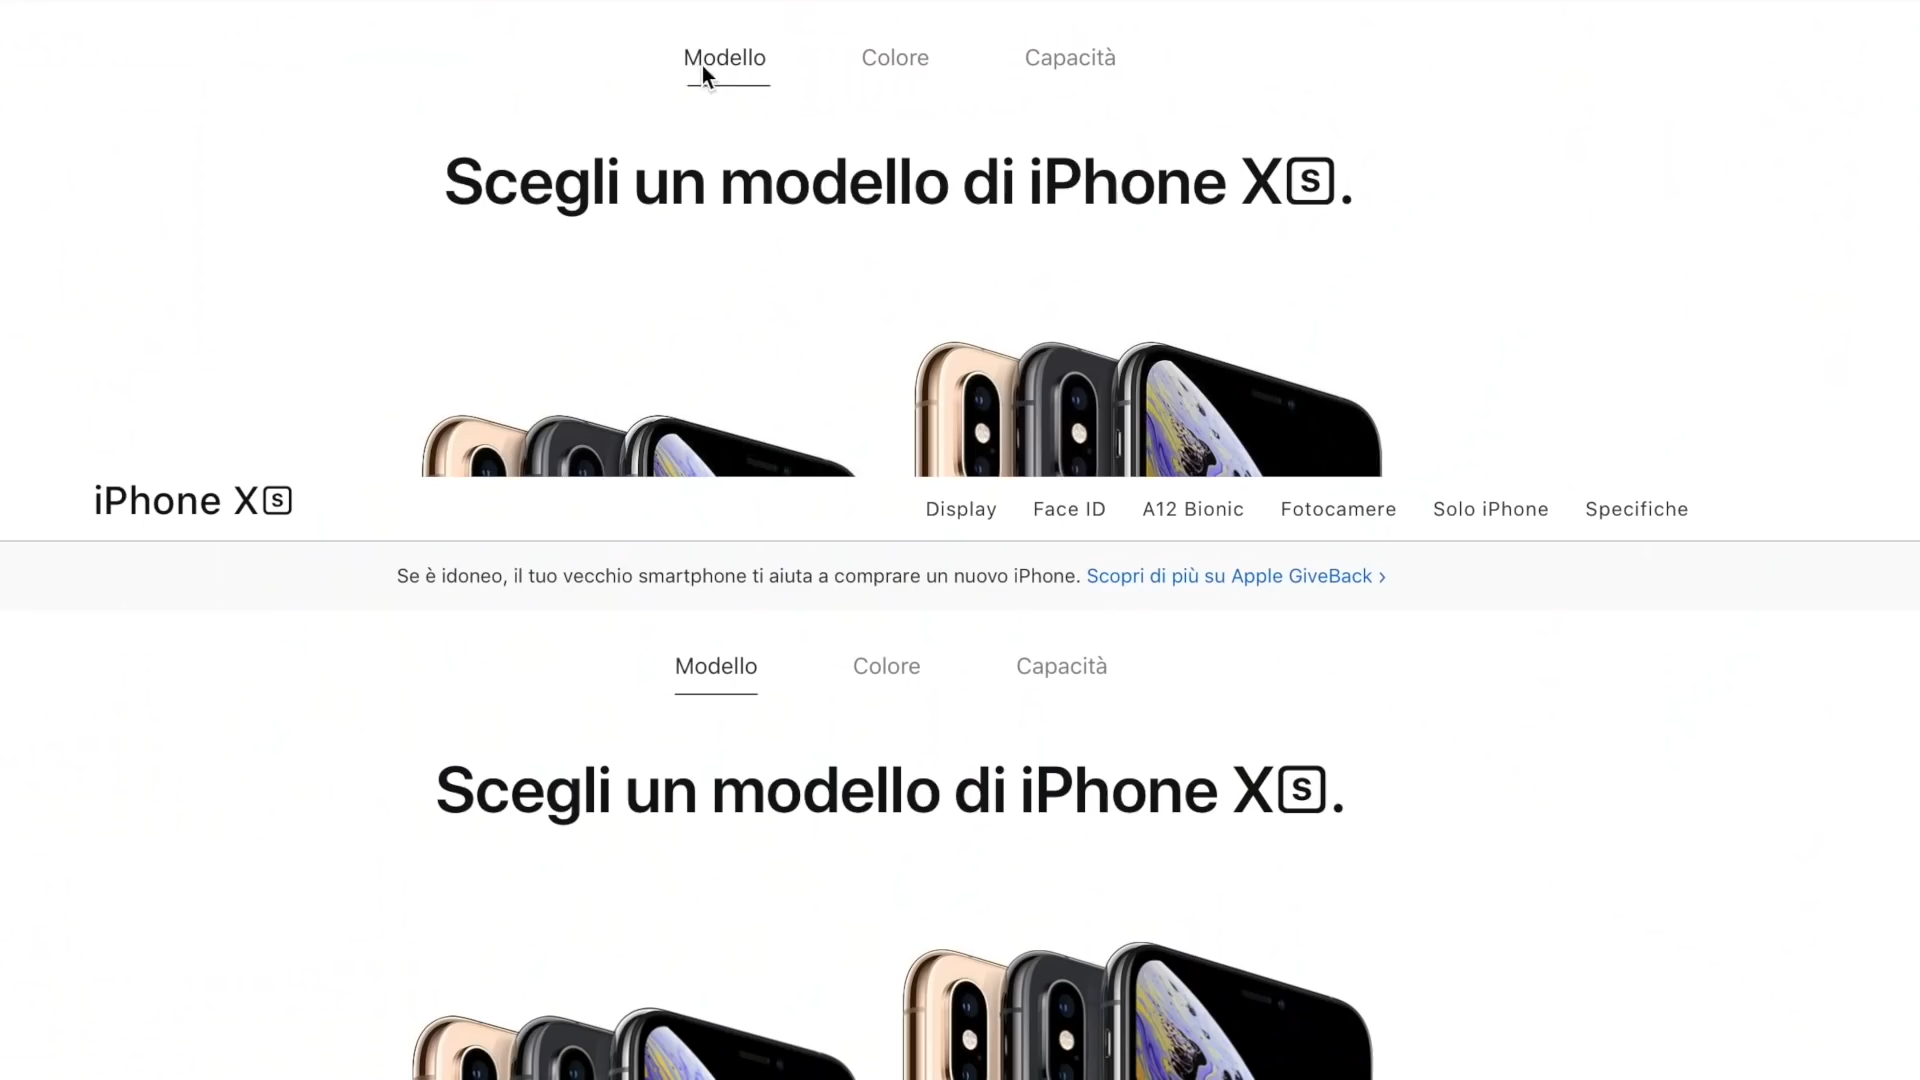 Modello Colore Capacità
Scegli un modello di iPhone XS.
iPhone XS
Display Face ID A12 Bionic Fotocamere Solo iPhone Specifiche
Se è idoneo, il tuo vecchio smartphone ti aiuta a comprare un nuovo iPhone. Scopri di più su Apple GiveBack ›
Modello Colore Capacità
Scegli un modello di iPhone XS.